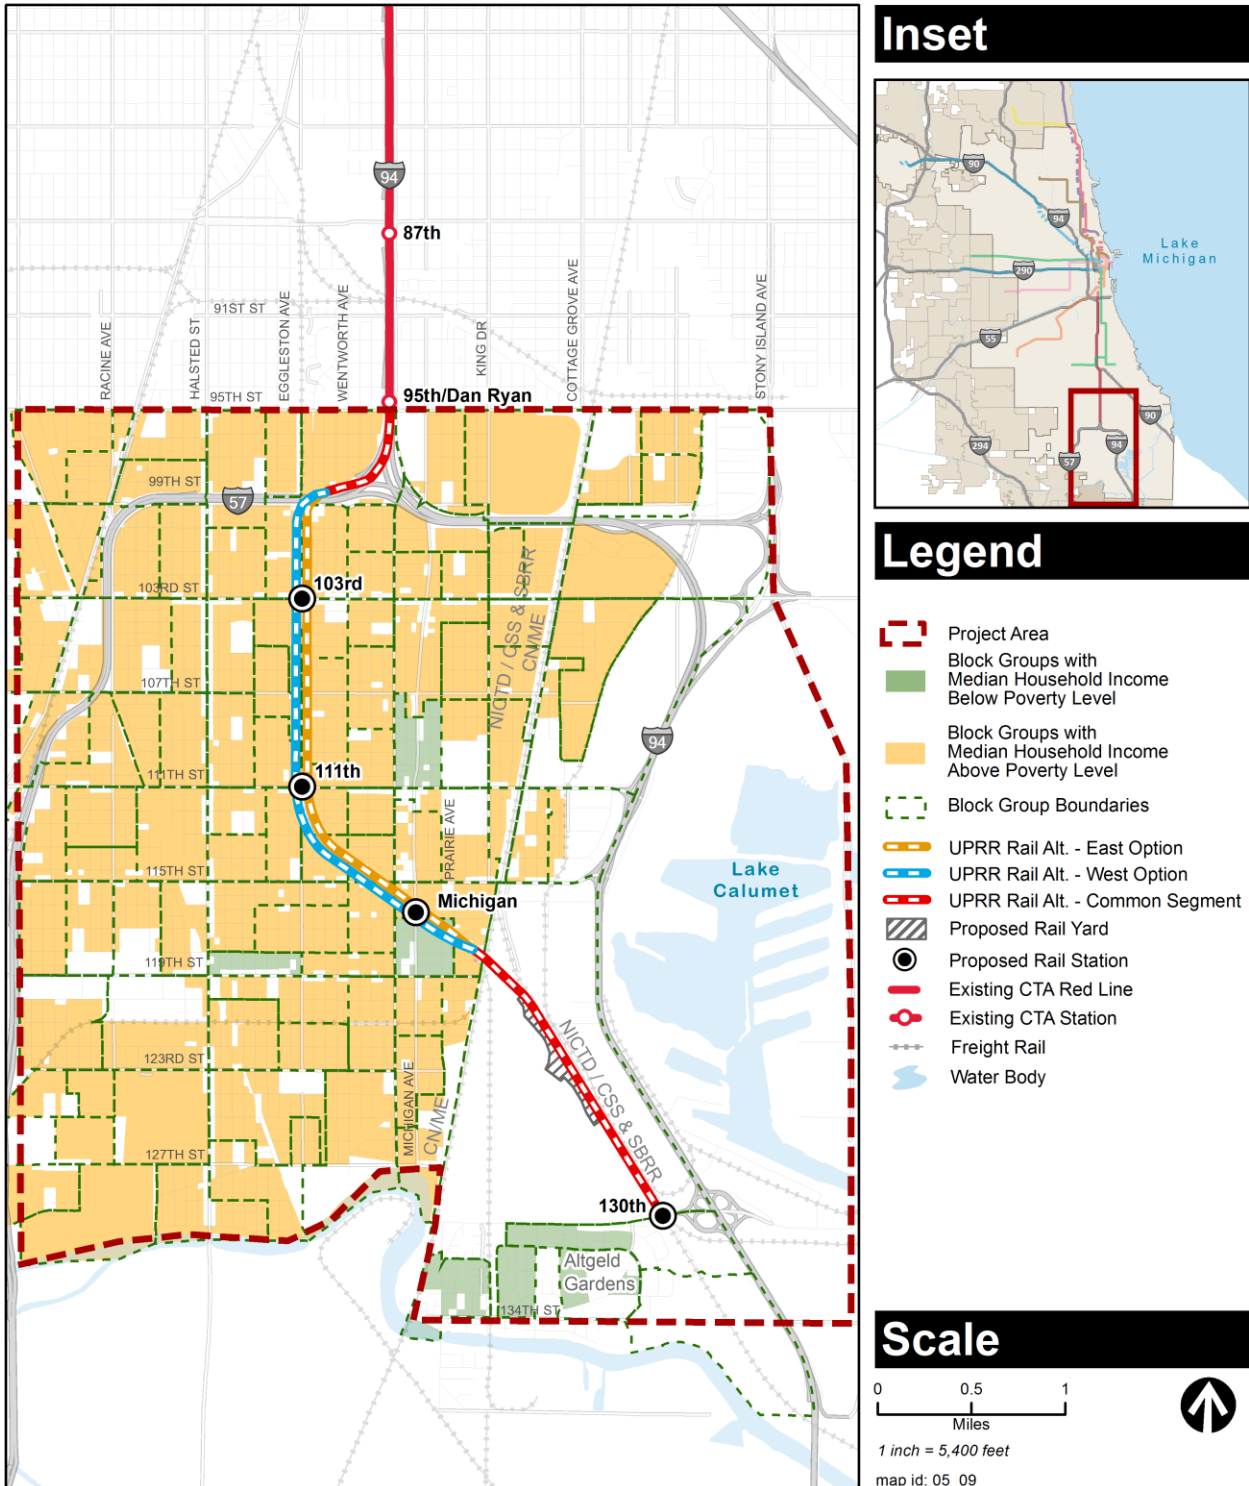 Inset
94
87th
91ST ST
RACINE AVE
HALSTED ST
EGGLESTON AVE
WENTWORTH AVE
KING DR
COTTAGE GROVE AVE
STONY ISLAND AVE
95TH ST
95th/Dan Ryan
99TH ST
57
103RD ST
103rd
NICTD / CSS & SBRR
CN/ME
107TH ST
94
111TH ST
111th
PRAIRIE AVE
115TH ST
Michigan
Lake
Calumet
119TH ST
NICTD / CSS & SBRR
123RD ST
MICHIGAN AVE
CN/ME
127TH ST
130th
Altgeld
Gardens
134TH ST
90
94
Lake
Michigan
290
55
90
294
57
94
Legend
Project Area
Block Groups with
Median Household Income
Below Poverty Level
Block Groups with
Median Household Income
Above Poverty Level
Block Group Boundaries
UPRR Rail Alt. - East Option
UPRR Rail Alt. - West Option
UPRR Rail Alt. - Common Segment
Proposed Rail Yard
Proposed Rail Station
Existing CTA Red Line
Existing CTA Station
Freight Rail
Water Body
Scale
0 0.5 1
Miles
1 inch = 5,400 feet
map id: 05_09